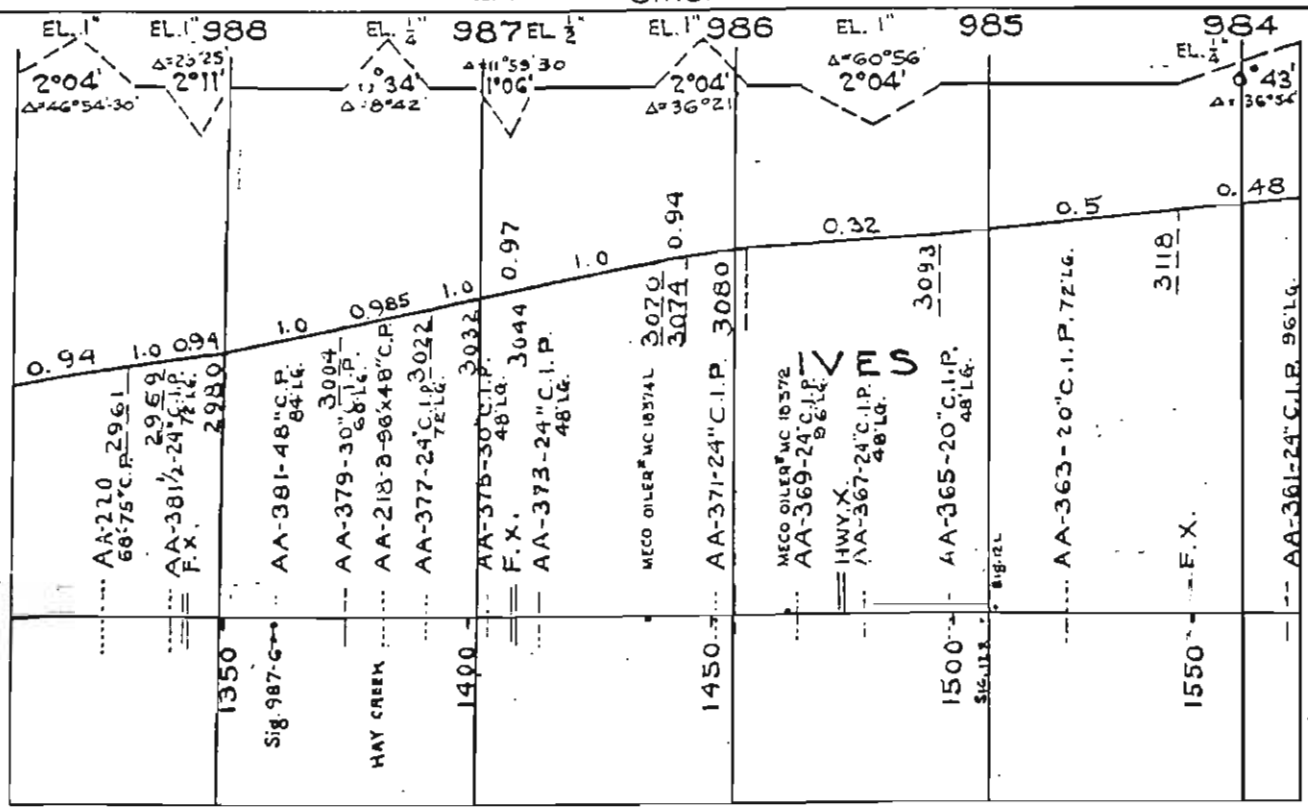 EL. 1" EL. 1" 988 EL. 1/4" 987 EL 1/2" EL. 1" 986 EL. 1" 985 EL. 1/4" 984
2°04'
Δ=46°54'30"
Δ=23°25'
2°11'
34'
Δ=8°42'
Δ=11°59'30
1°06'
2°04'
Δ=36°21'
Δ=60°56'
2°04'
0°43'
Δ=36°54'
0.94 1.0 0.94 1.0 0.985 1.0 0.97 1.0 0.94 0.32 0.5 0.48
2961
2969
2980
3004
3022
3032
3044
3070
3074
3080
3093
3118
IVES
AA-220
68'-75"C.P.
AA-381 1/2-24"C.I.P.
72'LG.
F.X.
AA-381-48"C.P.
84'LG.
AA-379-30"C.I.P.
68'LG.
AA-218-8-96"x48"C.P.
AA-377-24"C.I.P.
72'LG.
AA-375-30"C.I.P.
48'LG.
F.X.
AA-373-24"C.I.P.
48'LG.
MECO OILER #MC 18374L
AA-371-24"C.I.P.
MECO OILER #MC 18372
AA-369-24"C.I.P.
HWY.X.
AA-367-24"C.I.P.
48'LG.
AA-365-20"C.I.P.
48'LG.
Sig.12L
AA-363-20"C.I.P. 72'LG.
F.X.
AA-361-24"C.I.P. 96'LG.
1350
Sig. 987-6
HAY CREEK
1400
1450
1500
SIG. 12R
1550